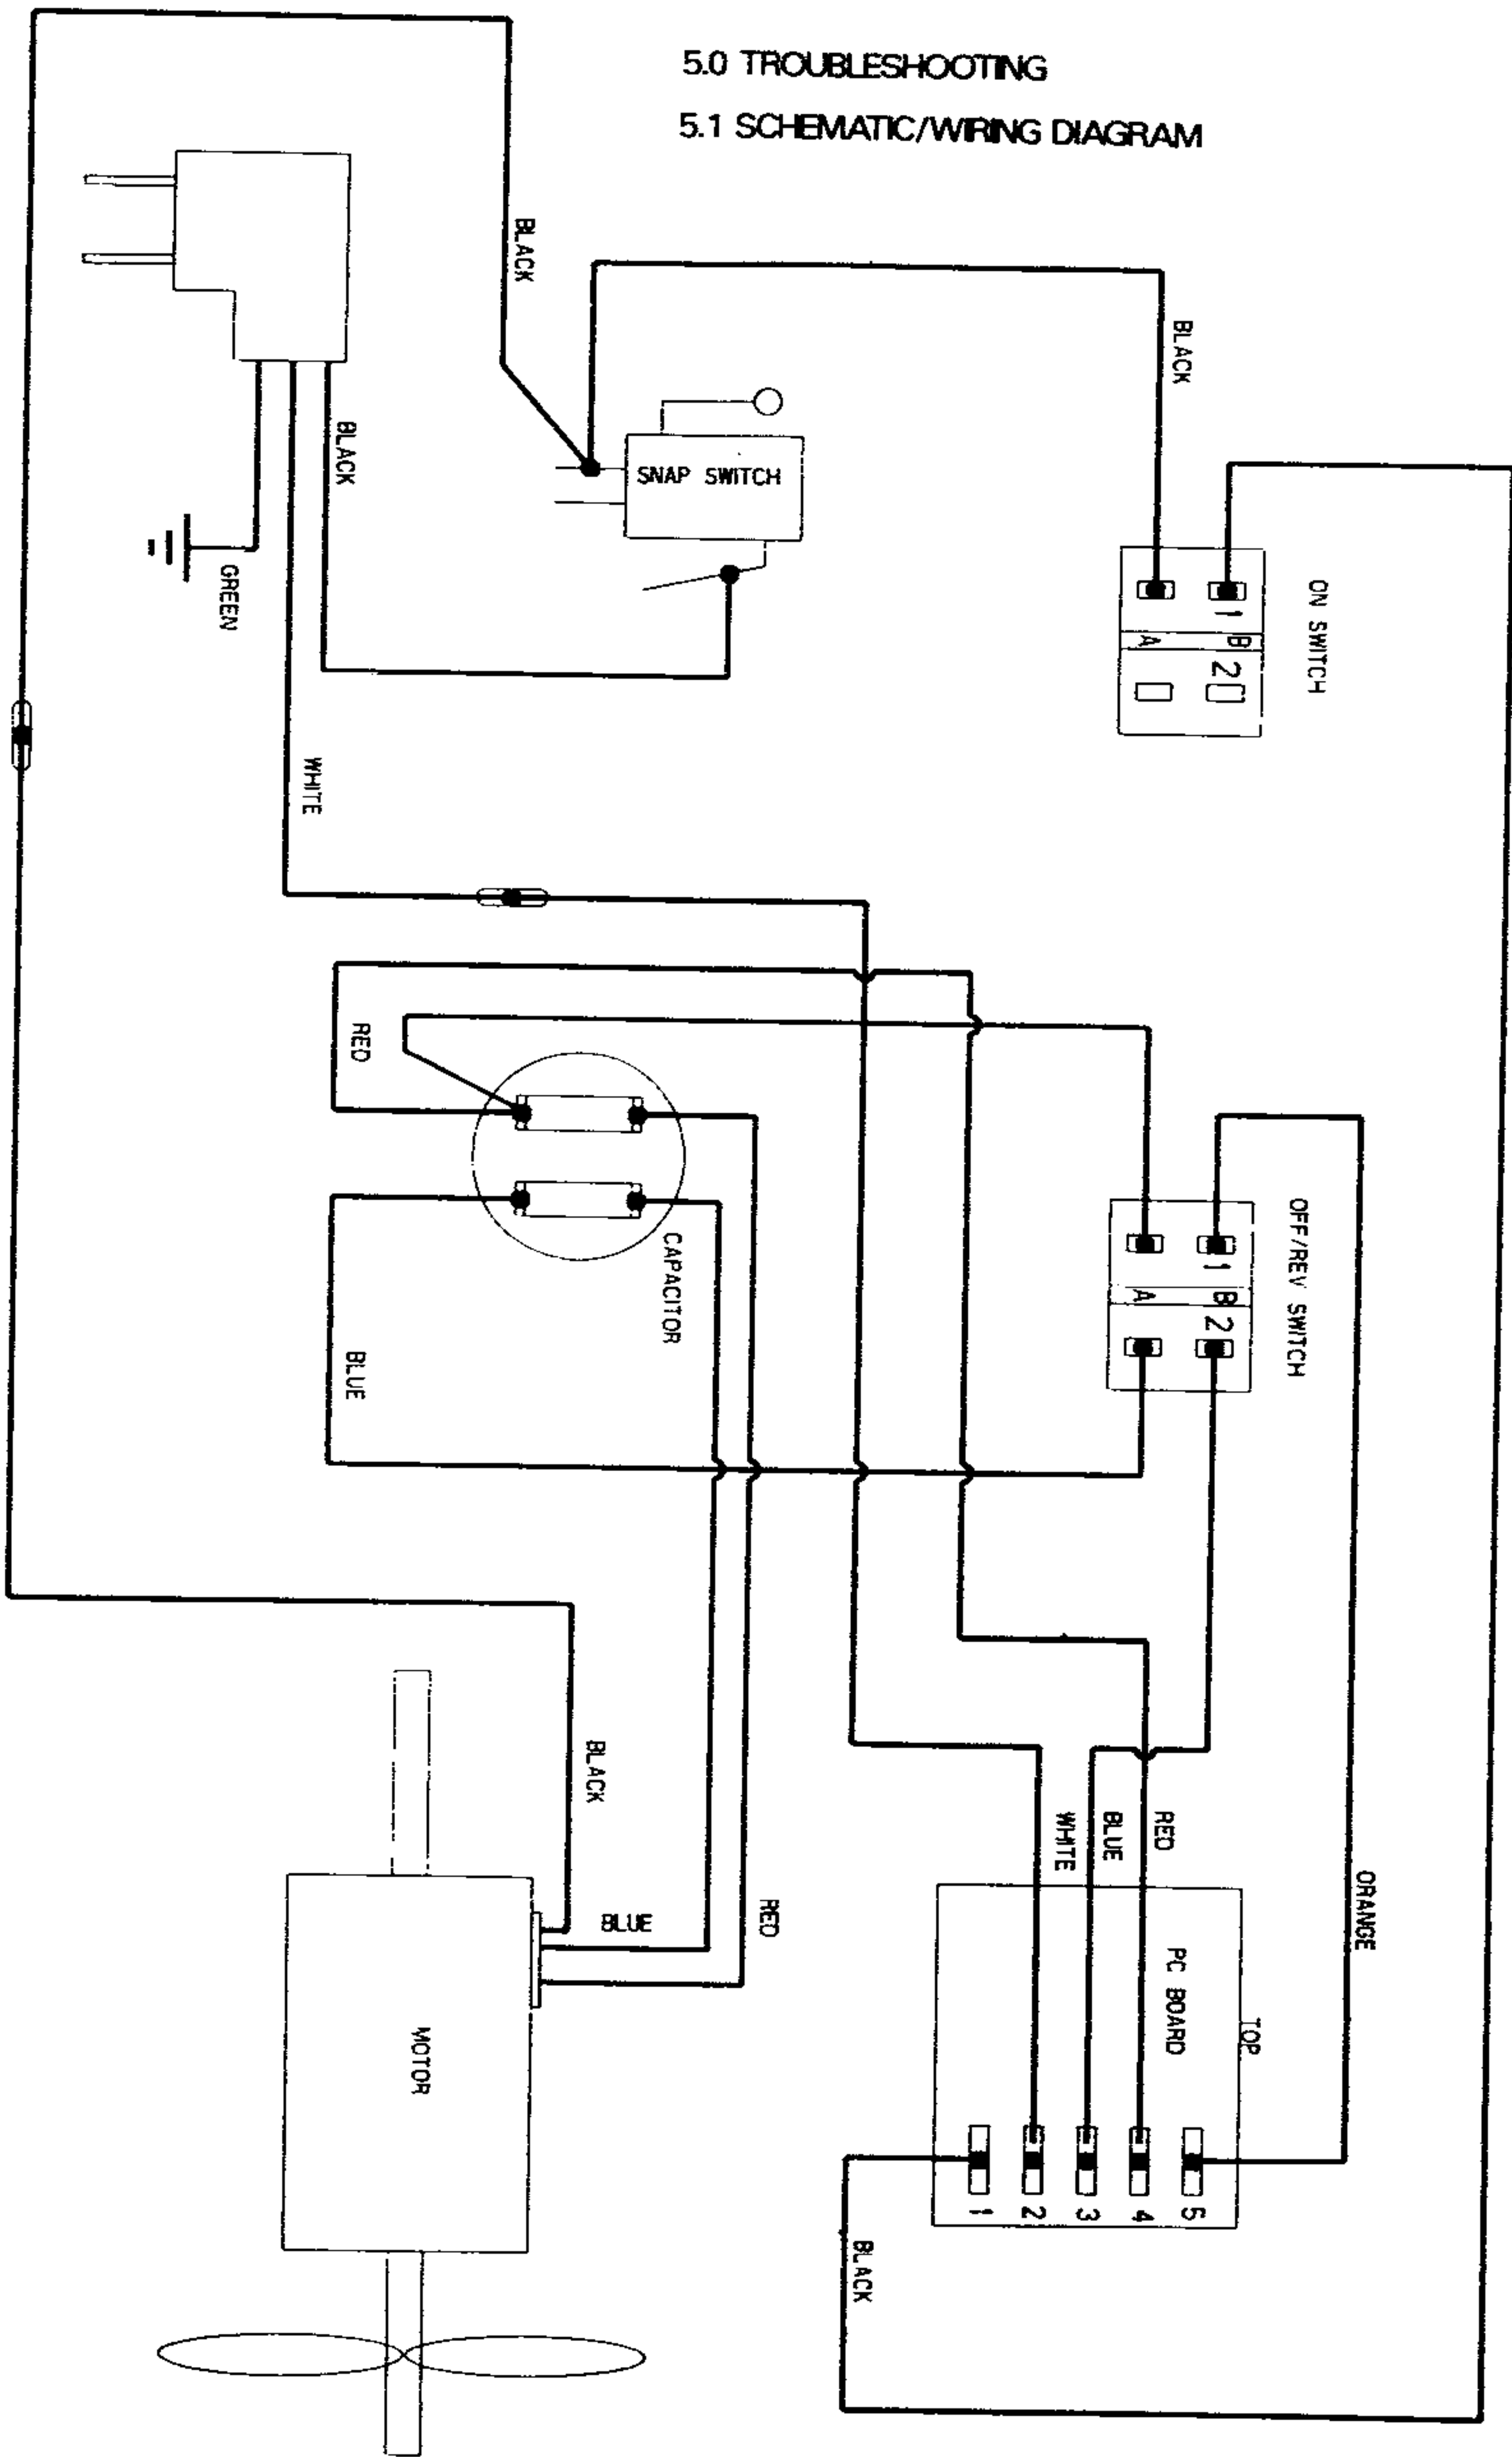 5.0 TROUBLESHOOTING
5.1 SCHEMATIC/WIRING DIAGRAM
BLACK
BLACK
SNAP SWITCH
BLACK
GREEN
ON SWITCH
1
A B
2
WHITE
RED
CAPACITOR
BLUE
OFF/REV SWITCH
1
A B
2
BLACK
BLUE
RED
MOTOR
WHITE
BLUE
RED
ORANGE
PC BOARD
TOP
1 2 3 4 5
BLACK